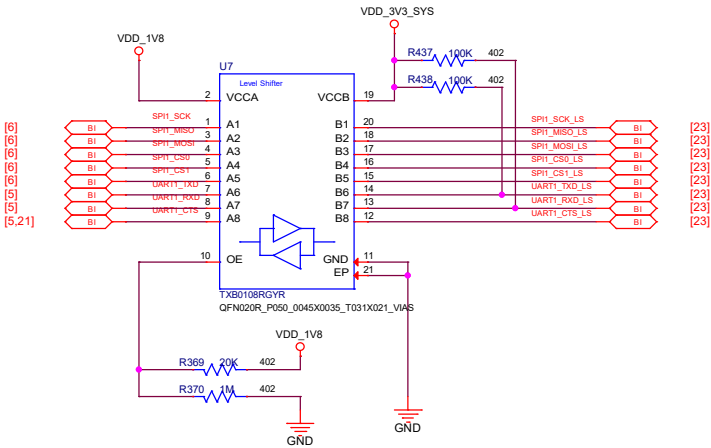 VDD_3V3_SYS
VDD_1V8
R437 100K 402
R438 100K 402
U7
Level Shifter
2 VCCA VCCB 19
[6] BI SPI1_SCK 1 A1 B1 20 SPI1_SCK_LS BI [23]
[6] BI SPI1_MISO 3 A2 B2 18 SPI1_MISO_LS BI [23]
[6] BI SPI1_MOSI 4 A3 B3 17 SPI1_MOSI_LS BI [23]
[6] BI SPI1_CS0 5 A4 B4 16 SPI1_CS0_LS BI [23]
[6] BI SPI1_CS1 6 A5 B5 15 SPI1_CS1_LS BI [23]
[5] BI UART1_TXD 7 A6 B6 14 UART1_TXD_LS BI [23]
[5] BI UART1_RXD 8 A7 B7 13 UART1_RXD_LS BI [23]
[5,21] BI UART1_CTS 9 A8 B8 12 UART1_CTS_LS BI [23]
10 OE GND 11
EP 21
TXB0108RGYR
QFN020R_P050_0045X0035_T031X021_VIAS
VDD_1V8
R369 20K 402
R370 1M 402
GND
GND